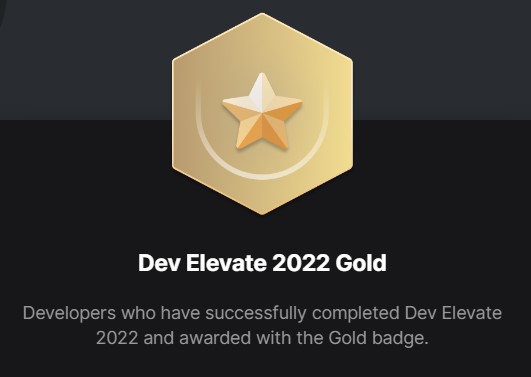 Dev Elevate 2022 Gold
Developers who have successfully completed Dev Elevate
2022 and awarded with the Gold badge.